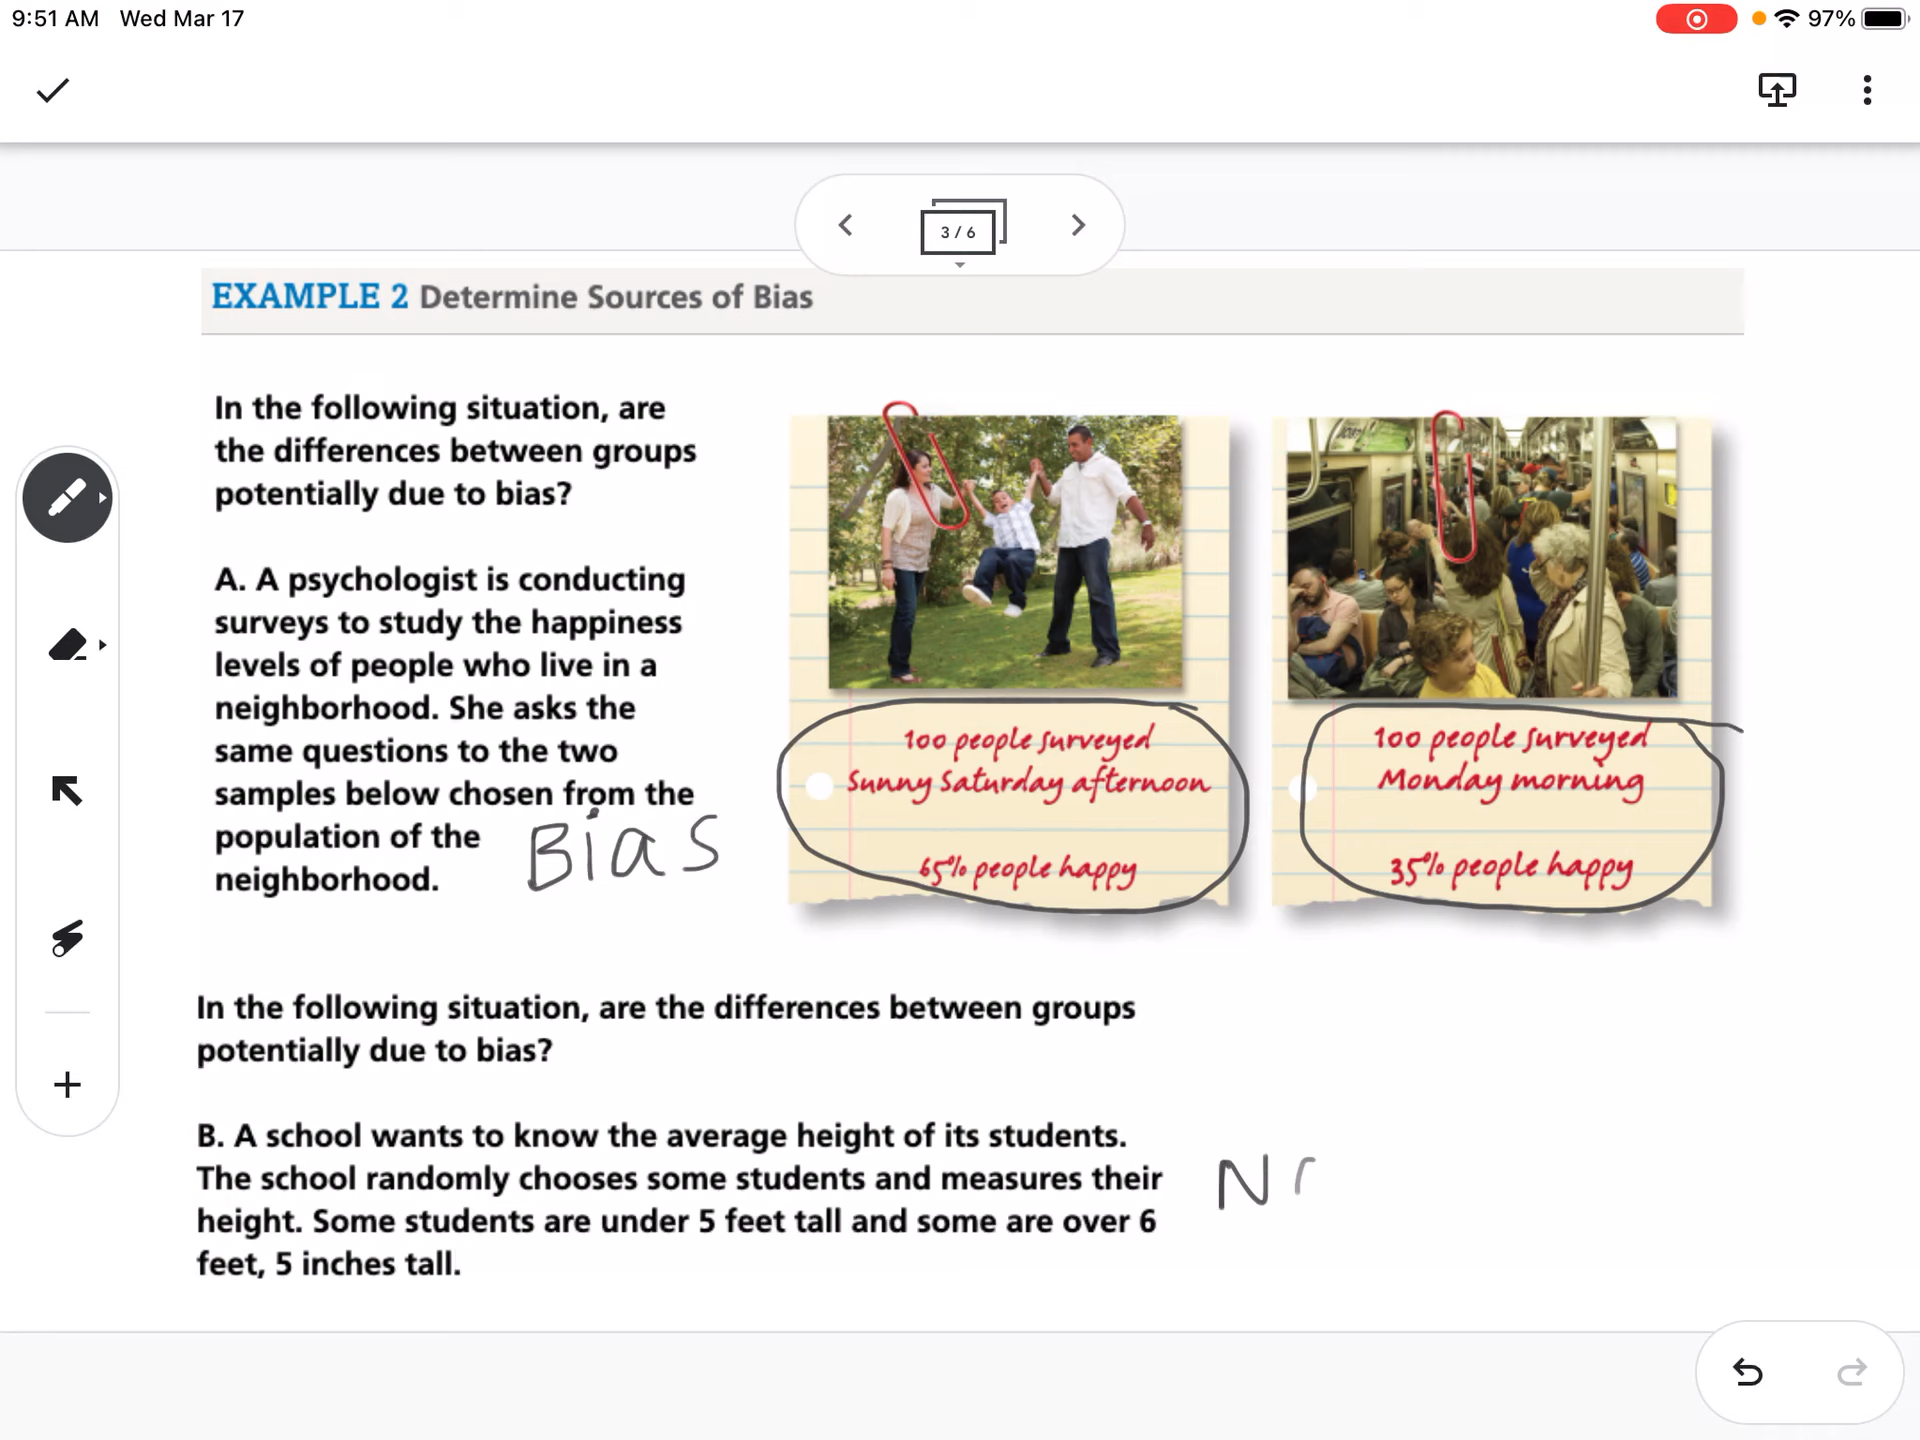 9:51 AM Wed Mar 17
97%
3 / 6
EXAMPLE 2 Determine Sources of Bias
In the following situation, are
the differences between groups
potentially due to bias?
A. A psychologist is conducting
surveys to study the happiness
levels of people who live in a
neighborhood. She asks the
same questions to the two
samples below chosen from the
population of the
neighborhood.
Bias
100 people surveyed
Sunny Saturday afternoon
65% people happy
100 people surveyed
Monday morning
35% people happy
In the following situation, are the differences between groups
potentially due to bias?
B. A school wants to know the average height of its students.
The school randomly chooses some students and measures their
height. Some students are under 5 feet tall and some are over 6
feet, 5 inches tall.
N